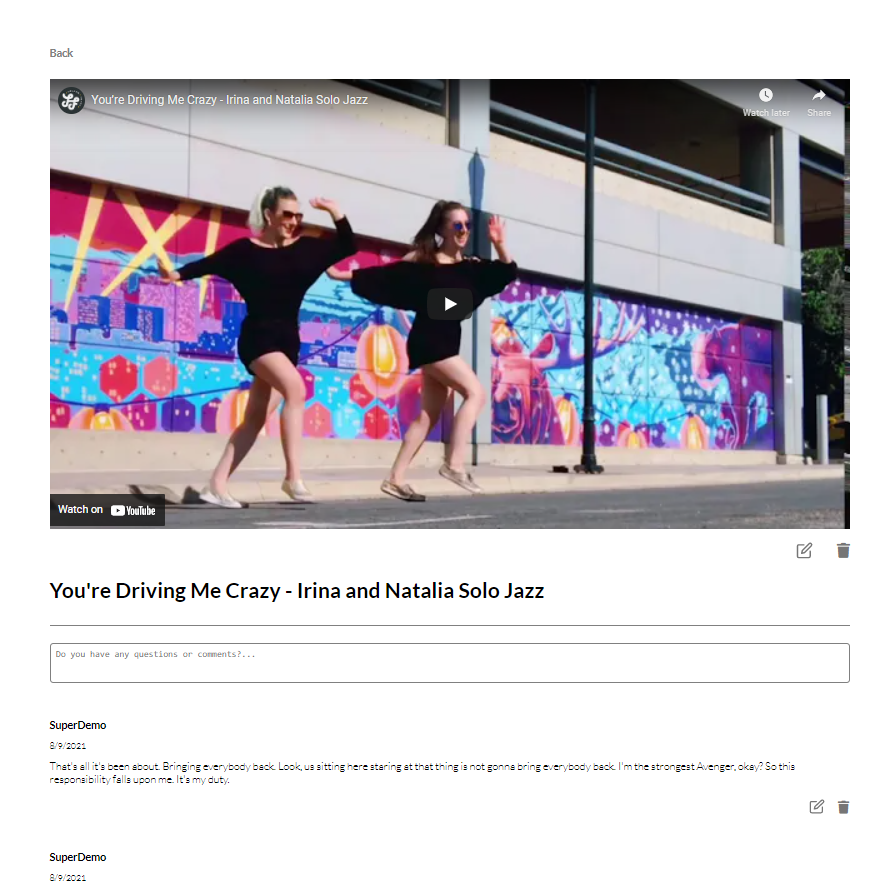 Back
You're Driving Me Crazy - Irina and Natalia Solo Jazz
Watch later
Share
Watch on YouTube
You're Driving Me Crazy - Irina and Natalia Solo Jazz
Do you have any questions or comments?...
SuperDemo
8/9/2021
That's all it's been about. Bringing everybody back. Look, us sitting here staring at that thing is not gonna bring everybody back. I'm the strongest Avenger, okay? So this
responsibility falls upon me. It's my duty.
SuperDemo
8/9/2021